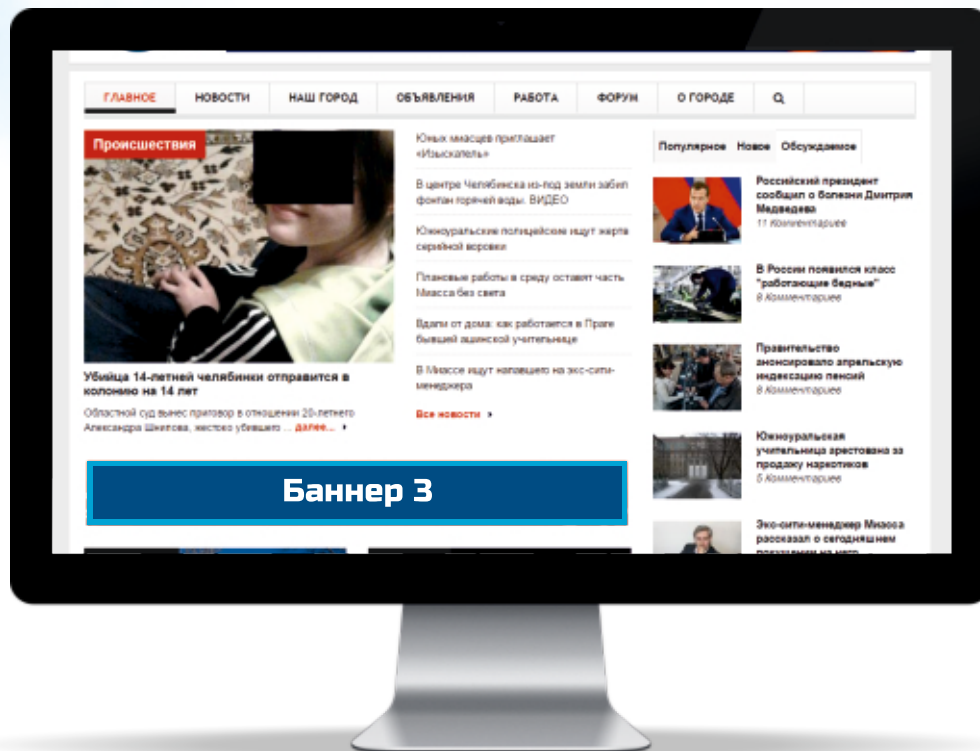 ГЛАВНОЕ
НОВОСТИ
НАШ ГОРОД
ОБЪЯВЛЕНИЯ
РАБОТА
ФОРУМ
О ГОРОДЕ
Происшествия
Убийца 14-летней челябинки отправится в
колонию на 14 лет
Областной суд вынес приговор в отношении 20-летнего
Александра Шнипова, жестоко убившего ... далее...
Юных миасцев приглашает
«Изыскатель»
В центре Челябинска из-под земли забил
фонтан горячей воды. ВИДЕО
Южноуральские полицейские ищут жертв
серийной воровки
Плановые работы в среду оставят часть
Миасса без света
Вдали от дома: как работается в Праге
бывшей ашинской учительнице
В Миассе ищут напавшего на экс-сити-
менеджера
Все новости
Баннер 3
Популярное Новое Обсуждаемое
Российский президент
сообщил о болезни Дмитрия
Медведева
11 Комментариев
В России появился класс
"работающие бедные"
8 Комментариев
Правительство
анонсировало апрельскую
индексацию пенсий
8 Комментариев
Южноуральская
учительница арестована за
продажу наркотиков
5 Комментариев
Экс-сити-менеджер Миасса
рассказал о сегодняшнем
покушении на него